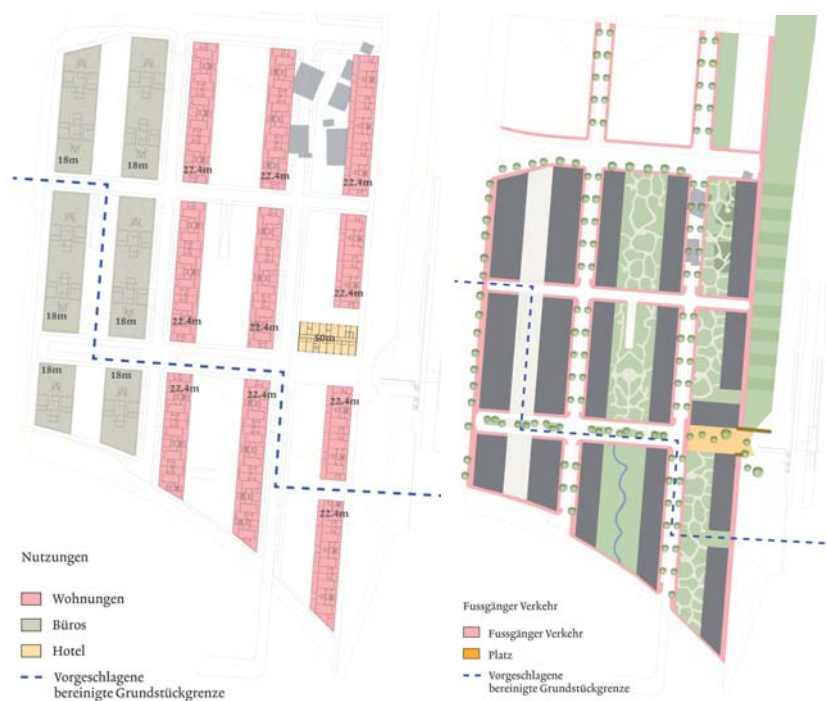 18m
18m
22.4m
22.4m
22.4m
18m
18m
22.4m
22.4m
22.4m
50m
18m
18m
22.4m
22.4m
22.4m
22.4m
Nutzungen
Wohnungen
Büros
Hotel
Vorgeschlagene
bereinigte Grundstückgrenze
Fussgänger Verkehr
Fussgänger Verkehr
Platz
Vorgeschlagene
bereinigte Grundstückgrenze